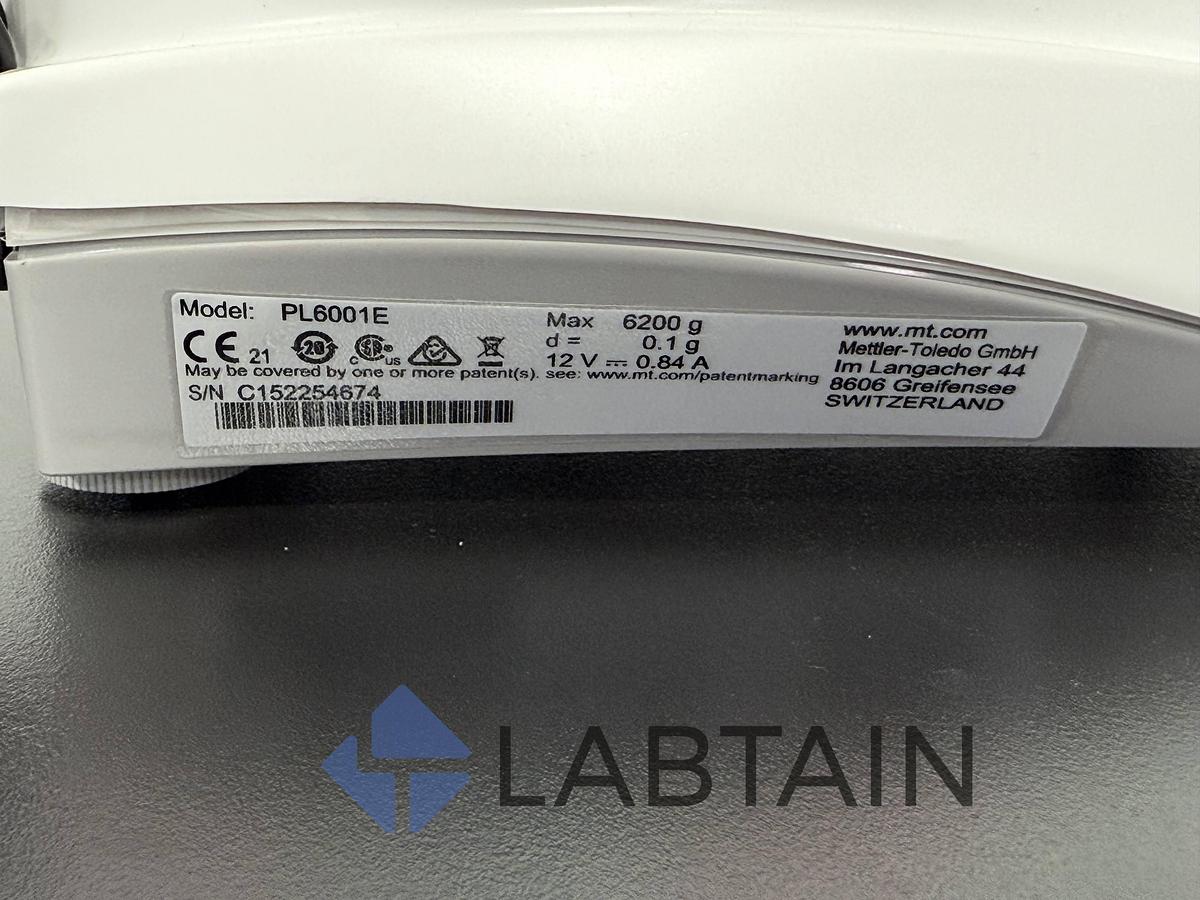 Model: PL6001E
CE 21 20 C US
May be covered by one or more patent(s). see: www.mt.com/patentmarking
S/N C152254674
Max 6200 g
d = 0.1 g
12 V ⎓ 0.84 A
www.mt.com
Mettler-Toledo GmbH
Im Langacher 44
8606 Greifensee
SWITZERLAND
LABTAIN